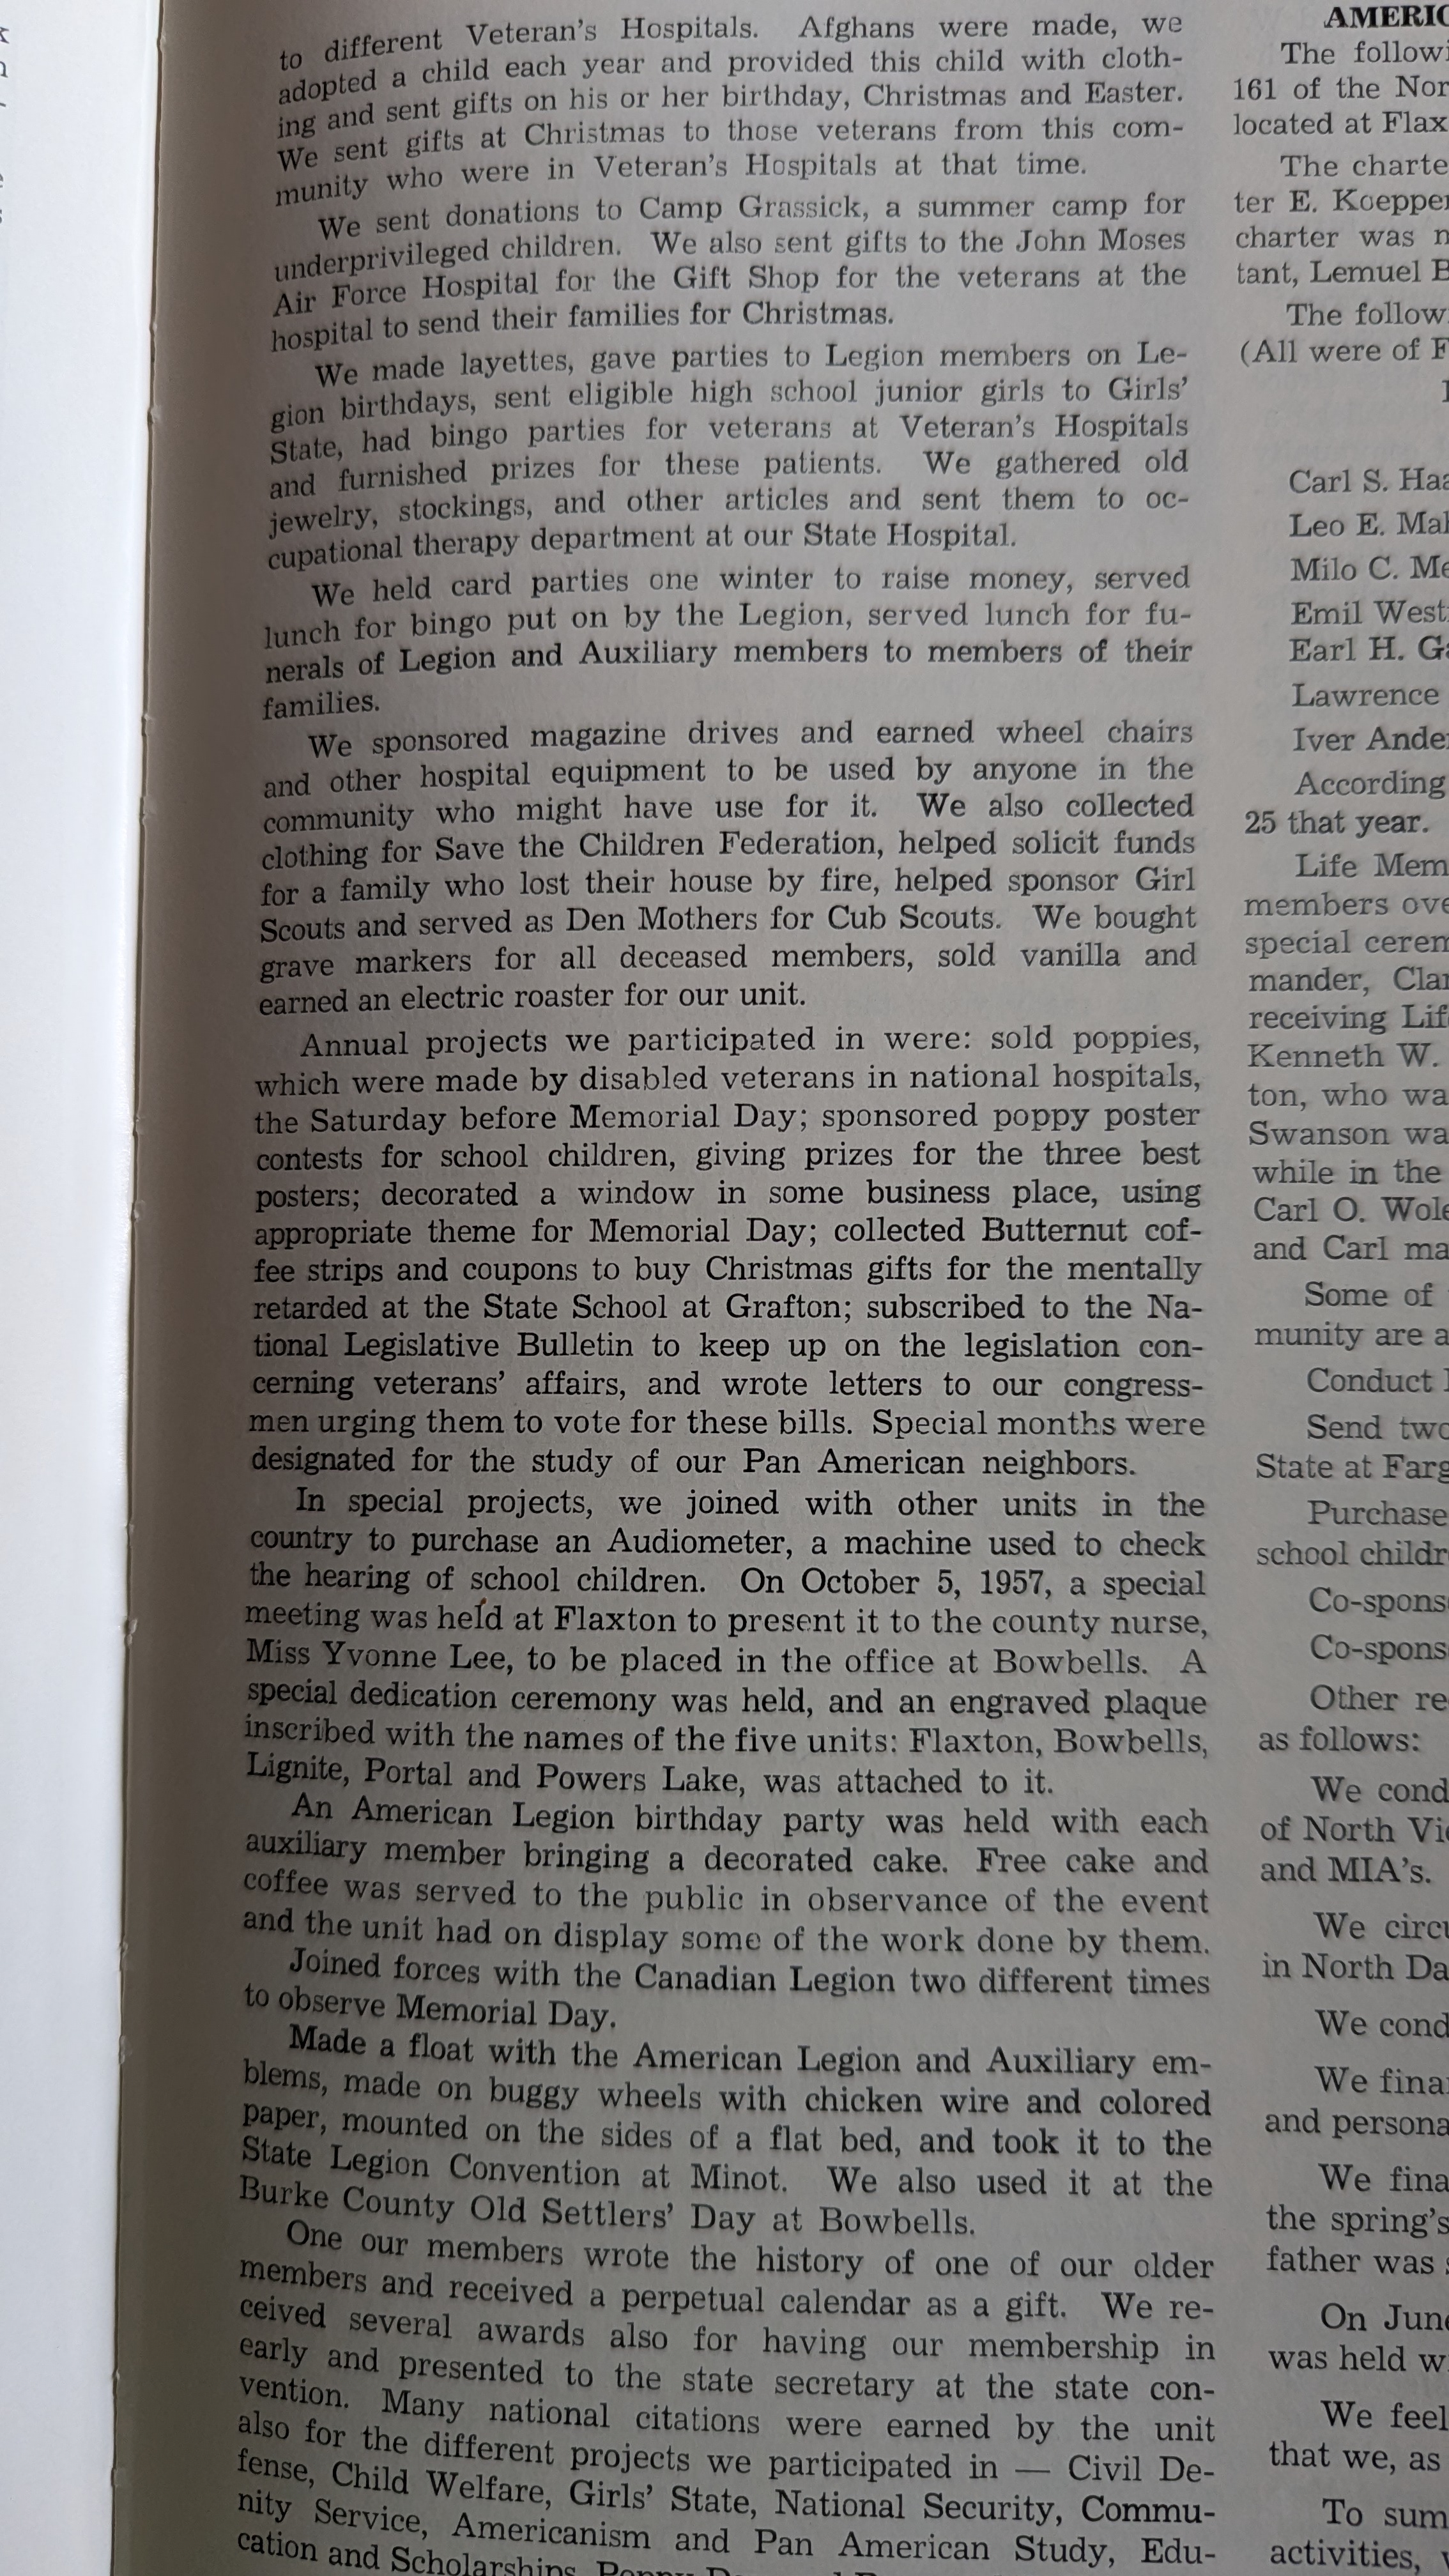 to different Veteran's Hospitals. Afghans were made, we
adopted a child each year and provided this child with cloth-
ing and sent gifts on his or her birthday, Christmas and Easter.
We sent gifts at Christmas to those veterans from this com-
munity who were in Veteran's Hospitals at that time.
We sent donations to Camp Grassick, a summer camp for
underprivileged children. We also sent gifts to the John Moses
Air Force Hospital for the Gift Shop for the veterans at the
hospital to send their families for Christmas.
We made layettes, gave parties to Legion members on Le-
gion birthdays, sent eligible high school junior girls to Girls'
State, had bingo parties for veterans at Veteran's Hospitals
and furnished prizes for these patients. We gathered old
jewelry, stockings, and other articles and sent them to oc-
cupational therapy department at our State Hospital.
We held card parties one winter to raise money, served
lunch for bingo put on by the Legion, served lunch for fu-
nerals of Legion and Auxiliary members to members of their
families.
We sponsored magazine drives and earned wheel chairs
and other hospital equipment to be used by anyone in the
community who might have use for it. We also collected
clothing for Save the Children Federation, helped solicit funds
for a family who lost their house by fire, helped sponsor Girl
Scouts and served as Den Mothers for Cub Scouts. We bought
grave markers for all deceased members, sold vanilla and
earned an electric roaster for our unit.
Annual projects we participated in were: sold poppies,
which were made by disabled veterans in national hospitals,
the Saturday before Memorial Day; sponsored poppy poster
contests for school children, giving prizes for the three best
posters; decorated a window in some business place, using
appropriate theme for Memorial Day; collected Butternut cof-
fee strips and coupons to buy Christmas gifts for the mentally
retarded at the State School at Grafton; subscribed to the Na-
tional Legislative Bulletin to keep up on the legislation con-
cerning veterans' affairs, and wrote letters to our congress-
men urging them to vote for these bills. Special months were
designated for the study of our Pan American neighbors.
In special projects, we joined with other units in the
country to purchase an Audiometer, a machine used to check
the hearing of school children. On October 5, 1957, a special
meeting was held at Flaxton to present it to the county nurse,
Miss Yvonne Lee, to be placed in the office at Bowbells. A
special dedication ceremony was held, and an engraved plaque
inscribed with the names of the five units: Flaxton, Bowbells,
Lignite, Portal and Powers Lake, was attached to it.
An American Legion birthday party was held with each
auxiliary member bringing a decorated cake. Free cake and
coffee was served to the public in observance of the event
and the unit had on display some of the work done by them.
Joined forces with the Canadian Legion two different times
to observe Memorial Day.
Made a float with the American Legion and Auxiliary em-
blems, made on buggy wheels with chicken wire and colored
paper, mounted on the sides of a flat bed, and took it to the
State Legion Convention at Minot. We also used it at the
Burke County Old Settlers' Day at Bowbells.
One our members wrote the history of one of our older
members and received a perpetual calendar as a gift. We re-
ceived several awards also for having our membership in
early and presented to the state secretary at the state con-
vention. Many national citations were earned by the unit
also for the different projects we participated in — Civil De-
fense, Child Welfare, Girls' State, National Security, Commu-
nity Service, Americanism and Pan American Study, Edu-
cation and Scholarships,
AMERIC
The followi
161 of the Nor
located at Flax
The charte
ter E. Koepper
charter was n
tant, Lemuel
The follow
(All were of F
Carl S. Haa
Leo E. Mal
Milo C. Me
Emil West
Earl H. Ga
Lawrence
Iver Ande
According
25 that year.
Life Mem
members ove
special cerem
mander, Clar
receiving Lif
Kenneth W.
ton, who wa
Swanson wa
while in the
Carl O. Wole
and Carl ma
Some of
munity are a
Conduct
Send two
State at Farg
Purchase
school childr
Co-spons
Co-spons
Other re
as follows:
We cond
of North Vi
and MIA's.
We circu
in North Da
We cond
We fina
and persona
We fina
the spring's
father was
On June
was held w
We feel
that we, as
To sum
activities,